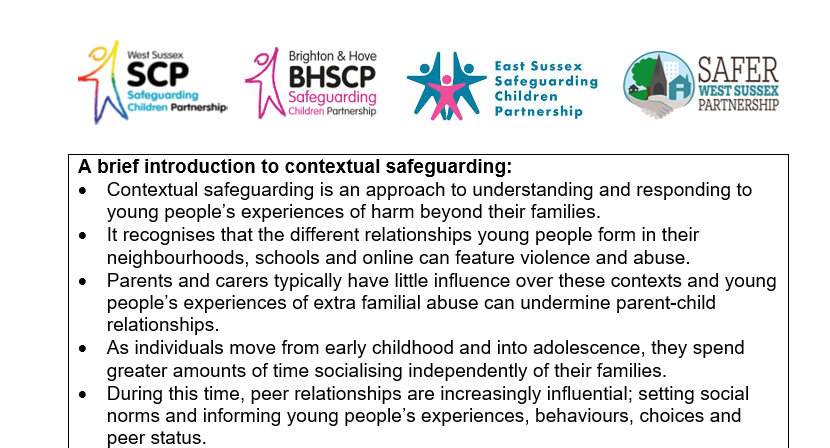 West Sussex
SCP
Safeguarding
Children Partnership
Brighton & Hove
BHSCP
Safeguarding
Children Partnership
East Sussex
Safeguarding
Children
Partnership
SAFER
WEST SUSSEX
PARTNERSHIP
A brief introduction to contextual safeguarding:
• Contextual safeguarding is an approach to understanding and responding to
young people’s experiences of harm beyond their families.
• It recognises that the different relationships young people form in their
neighbourhoods, schools and online can feature violence and abuse.
• Parents and carers typically have little influence over these contexts and young
people’s experiences of extra familial abuse can undermine parent-child
relationships.
• As individuals move from early childhood and into adolescence, they spend
greater amounts of time socialising independently of their families.
• During this time, peer relationships are increasingly influential; setting social
norms and informing young people’s experiences, behaviours, choices and
peer status.